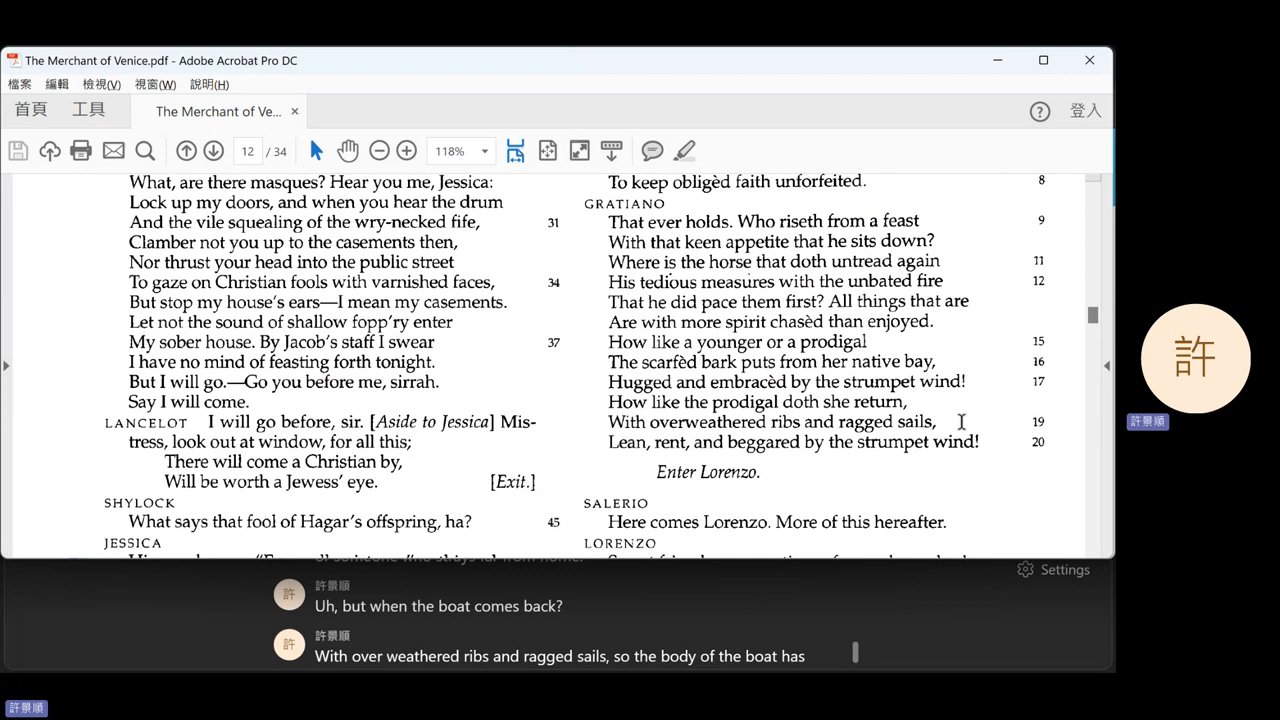 The Merchant of Venice.pdf - Adobe Acrobat Pro DC
檔案 編輯 檢視(V) 視窗(W) 說明(H)
首頁 工具 The Merchant of Ve... × ? 登入
12 / 34 118%
What, are there masques? Hear you me, Jessica:
Lock up my doors, and when you hear the drum
And the vile squealing of the wry-necked fife, 31
Clamber not you up to the casements then,
Nor thrust your head into the public street
To gaze on Christian fools with varnished faces, 34
But stop my house's ears—I mean my casements.
Let not the sound of shallow fopp'ry enter
My sober house. By Jacob's staff I swear 37
I have no mind of feasting forth tonight.
But I will go.—Go you before me, sirrah.
Say I will come.
LANCELOT I will go before, sir. [Aside to Jessica] Mis-
tress, look out at window, for all this;
There will come a Christian by,
Will be worth a Jewess' eye. [Exit.]
SHYLOCK
What says that fool of Hagar's offspring, ha? 45
JESSICA
To keep obligèd faith unforfeited. 8
GRATIANO
That ever holds. Who riseth from a feast 9
With that keen appetite that he sits down?
Where is the horse that doth untread again 11
His tedious measures with the unbated fire 12
That he did pace them first? All things that are
Are with more spirit chasèd than enjoyed.
How like a younger or a prodigal 15
The scarfèd bark puts from her native bay, 16
Hugged and embracèd by the strumpet wind! 17
How like the prodigal doth she return,
With overweathered ribs and ragged sails, 19
Lean, rent, and beggared by the strumpet wind! 20
Enter Lorenzo.
SALERIO
Here comes Lorenzo. More of this hereafter.
LORENZO
許
許景順
Settings
許 許景順
Uh, but when the boat comes back?
許 許景順
With over weathered ribs and ragged sails, so the body of the boat has
許景順